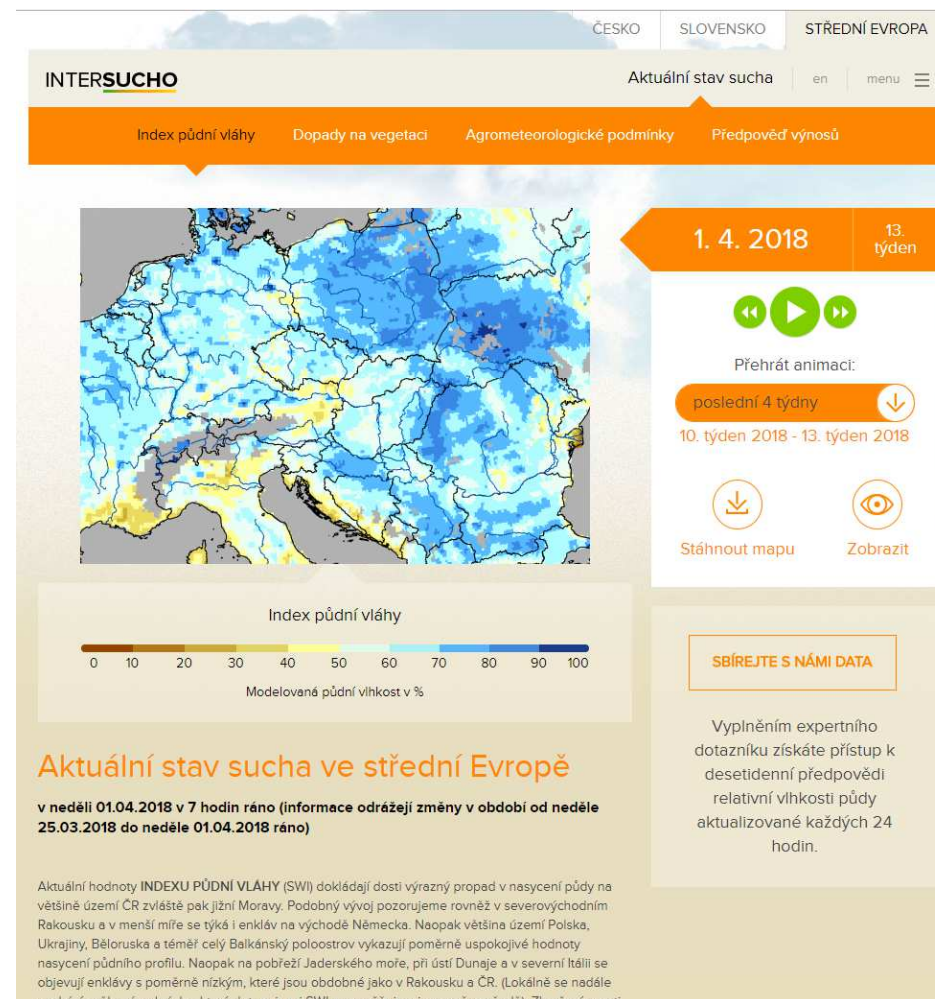 ČESKO SLOVENSKO STŘEDNÍ EVROPA
INTERSUCHO Aktuální stav sucha en menu
Index půdní vláhy Dopady na vegetaci Agrometeorologické podmínky Předpověď výnosů
1. 4. 2018 13. týden
Přehrát animaci:
poslední 4 týdny
10. týden 2018 - 13. týden 2018
Stáhnout mapu Zobrazit
Index půdní vláhy
0 10 20 30 40 50 60 70 80 90 100
Modelovaná půdní vlhkost v %
SBÍREJTE S NÁMI DATA
Vyplněním expertního
dotazníku získáte přístup k
desetidenní předpovědi
relativní vlhkosti půdy
aktualizované každých 24
hodin.
Aktuální stav sucha ve střední Evropě
v neděli 01.04.2018 v 7 hodin ráno (informace odrážejí změny v období od neděle
25.03.2018 do neděle 01.04.2018 ráno)
Aktuální hodnoty INDEXU PŮDNÍ VLÁHY (SWI) dokládají dosti výrazný propad v nasycení půdy na
většině území ČR zvláště pak jižní Moravy. Podobný vývoj pozorujeme rovněž v severovýchodním
Rakousku a v menší míře se týká i enkláv na východě Německa. Naopak většina území Polska,
Ukrajiny, Běloruska a téměř celý Balkánský poloostrov vykazují poměrně uspokojivé hodnoty
nasycení půdního profilu. Naopak na pobřeží Jaderského moře, při ústí Dunaje a v severní Itálii se
objevují enklávy s poměrně nízkým, které jsou obdobné jako v Rakousku a ČR. (Lokálně se nadále